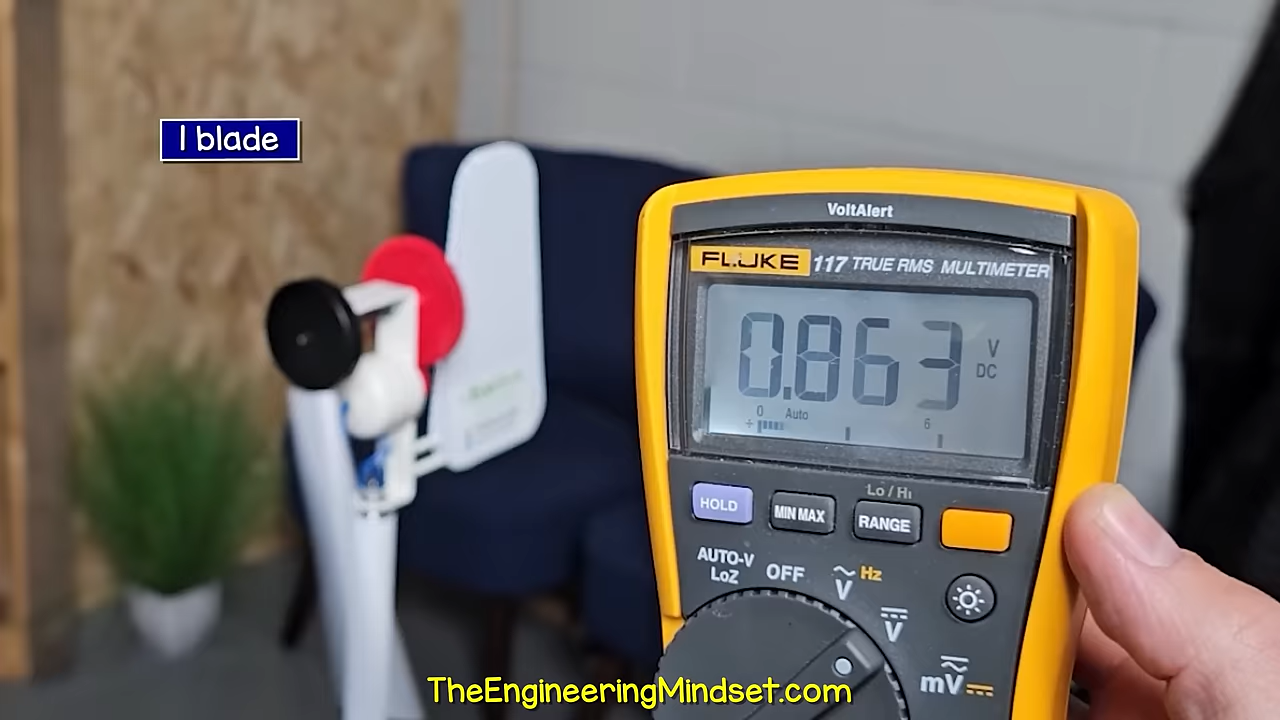 1 blade
VoltAlert
FLUKE 117 TRUE RMS MULTIMETER
0.863 V DC
0 Auto
6
Lo / Hi
HOLD MIN MAX RANGE
AUTO-V LoZ OFF V Hz
V
mV
TheEngineeringMindset.com